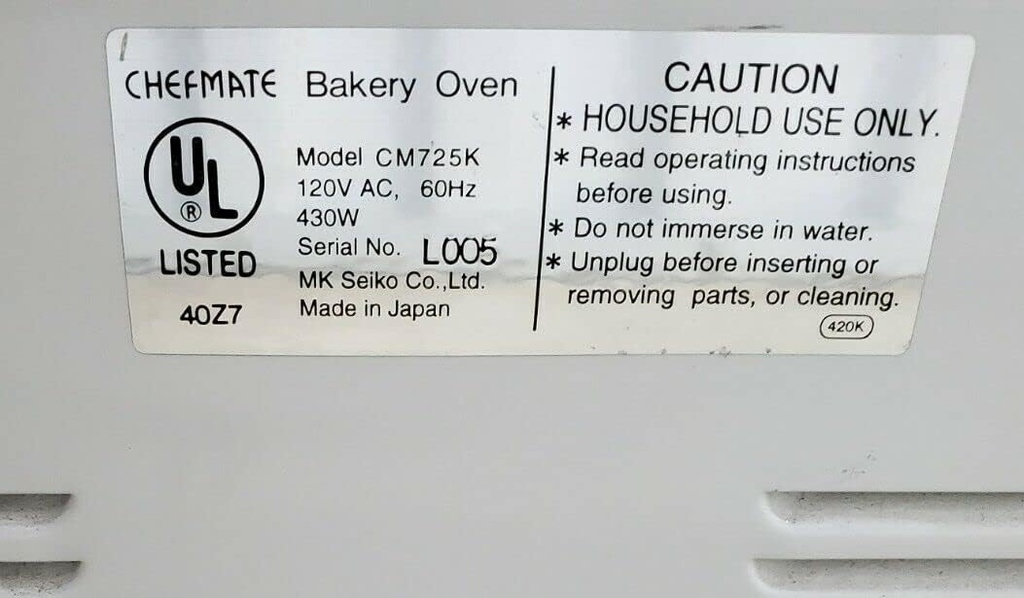 CHEFMATE Bakery Oven
UL
®
LISTED
40Z7
Model CM725K
120V AC, 60Hz
430W
Serial No. L005
MK Seiko Co.,Ltd.
Made in Japan
CAUTION
* HOUSEHOLD USE ONLY.
* Read operating instructions
before using.
* Do not immerse in water.
* Unplug before inserting or
removing parts, or cleaning.
420K